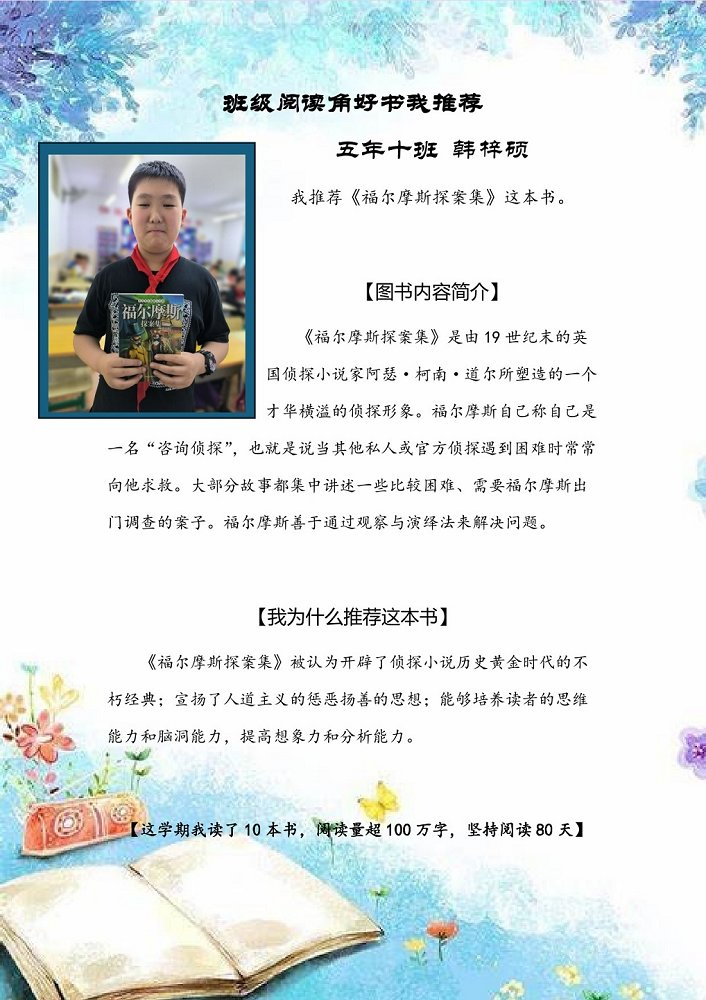 班级阅读角好书我推荐
五年十班 韩梓硕
我推荐《福尔摩斯探案集》这本书。
福尔摩斯
探案集
【图书内容简介】
《福尔摩斯探案集》是由19世纪末的英
国侦探小说家阿瑟·柯南·道尔所塑造的一个
才华横溢的侦探形象。福尔摩斯自己称自己是
一名“咨询侦探”，也就是说当其他私人或官方侦探遇到困难时常常
向他求救。大部分故事都集中讲述一些比较困难、需要福尔摩斯出
门调查的案子。福尔摩斯善于通过观察与演绎法来解决问题。
【我为什么推荐这本书】
《福尔摩斯探案集》被认为开辟了侦探小说历史黄金时代的不
朽经典；宣扬了人道主义的惩恶扬善的思想；能够培养读者的思维
能力和脑洞能力，提高想象力和分析能力。
【这学期我读了10本书，阅读量超100万字，坚持阅读80天】